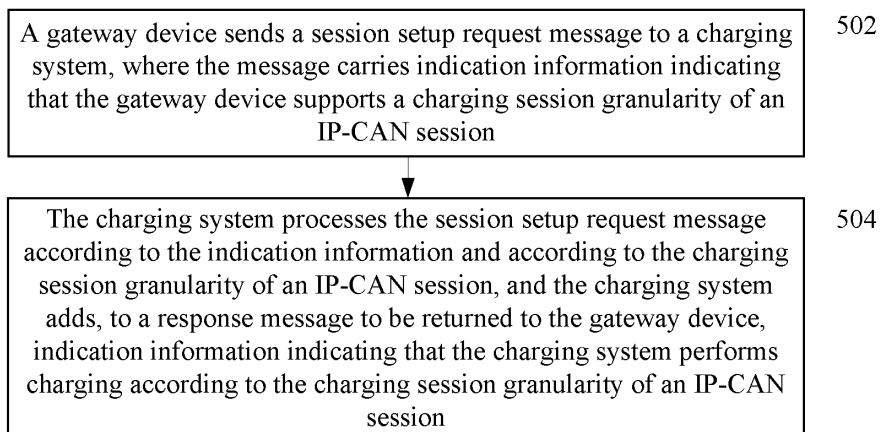 A gateway device sends a session setup request message to a charging
system, where the message carries indication information indicating
that the gateway device supports a charging session granularity of an
IP-CAN session
502
The charging system processes the session setup request message
according to the indication information and according to the charging
session granularity of an IP-CAN session, and the charging system
adds, to a response message to be returned to the gateway device,
indication information indicating that the charging system performs
charging according to the charging session granularity of an IP-CAN
session
504